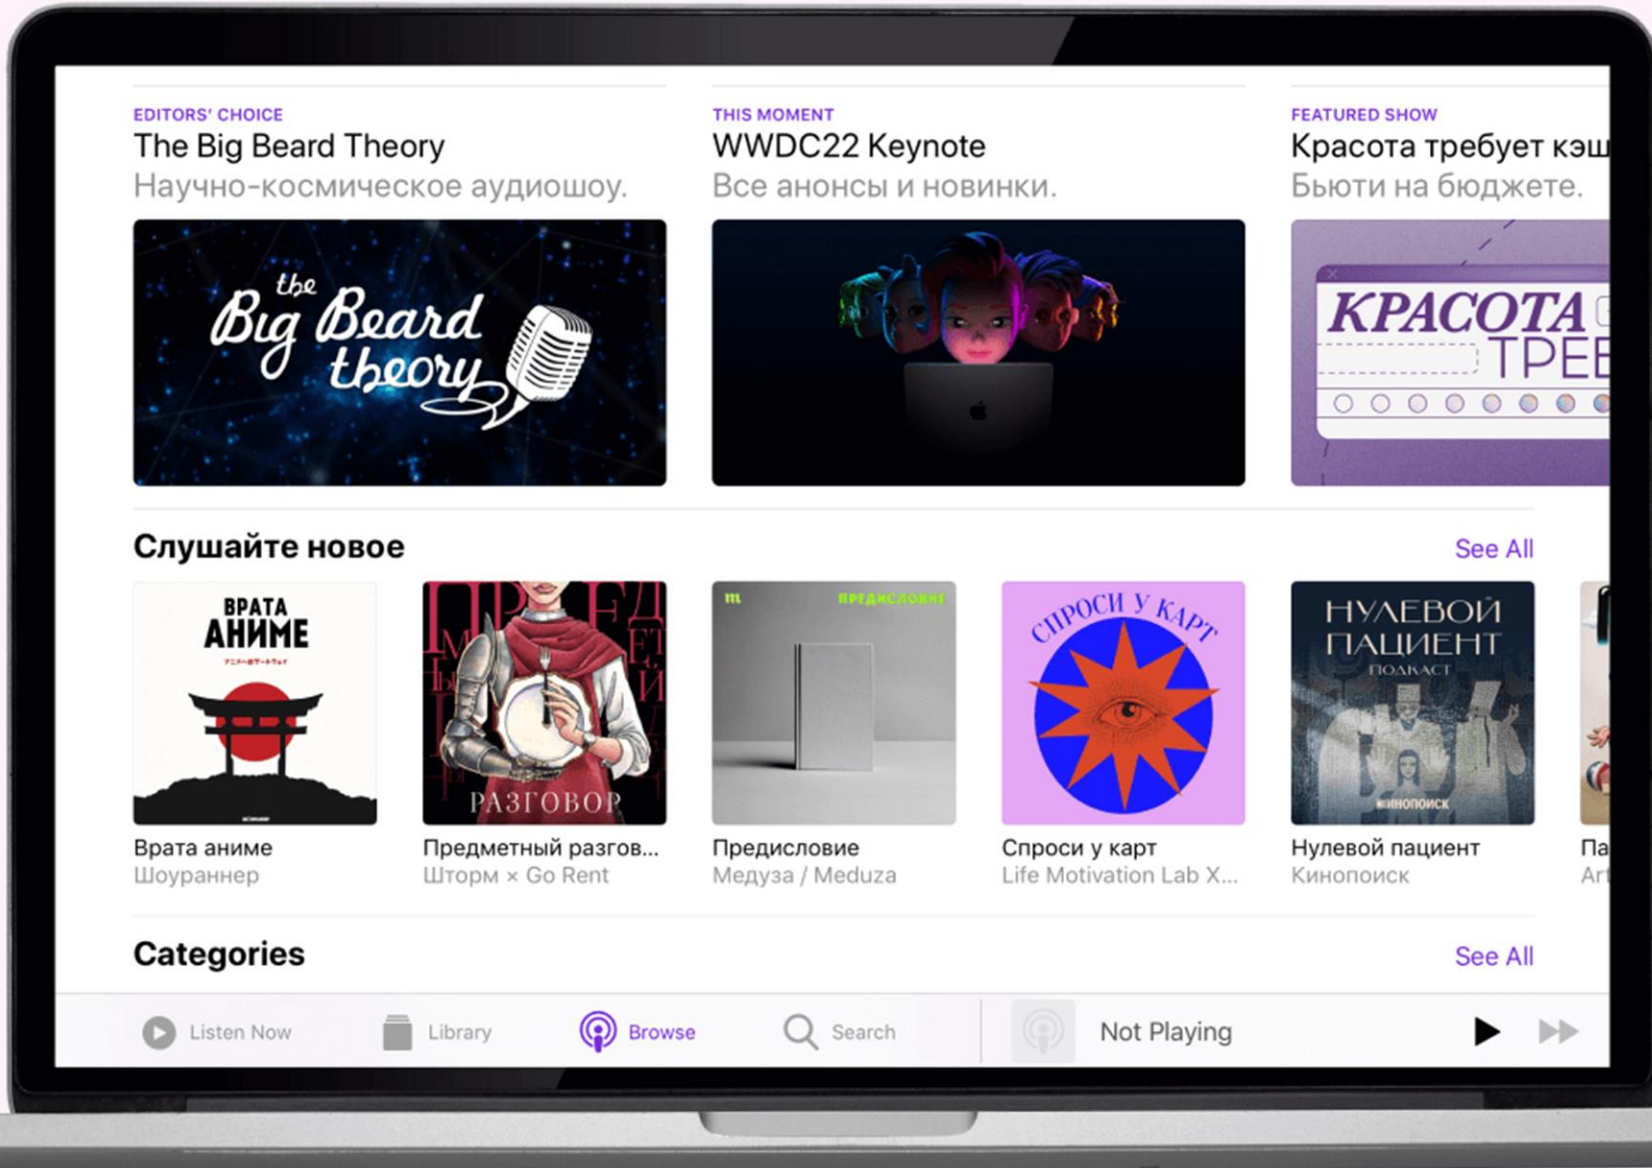 EDITORS' CHOICE
The Big Beard Theory
Научно-космическое аудиошоу.
the
Big Beard
theory
THIS MOMENT
WWDC22 Keynote
Все анонсы и новинки.
FEATURED SHOW
Красота требует кэш
Бьюти на бюджете.
КРАСОТА
ТРЕБ
Слушайте новое
See All
ВРАТА
АНИМЕ
Врата аниме
Шоураннер
РАЗГОВОР
Предметный разгов...
Шторм × Go Rent
m
ПРЕДИСЛОВИЕ
Предисловие
Медуза / Meduza
СПРОСИ У КАРТ
Спроси у карт
Life Motivation Lab X...
НУЛЕВОЙ
ПАЦИЕНТ
ПОДКАСТ
КИНОПОИСК
Нулевой пациент
Кинопоиск
Па
Art
Categories
See All
Listen Now
Library
Browse
Search
Not Playing